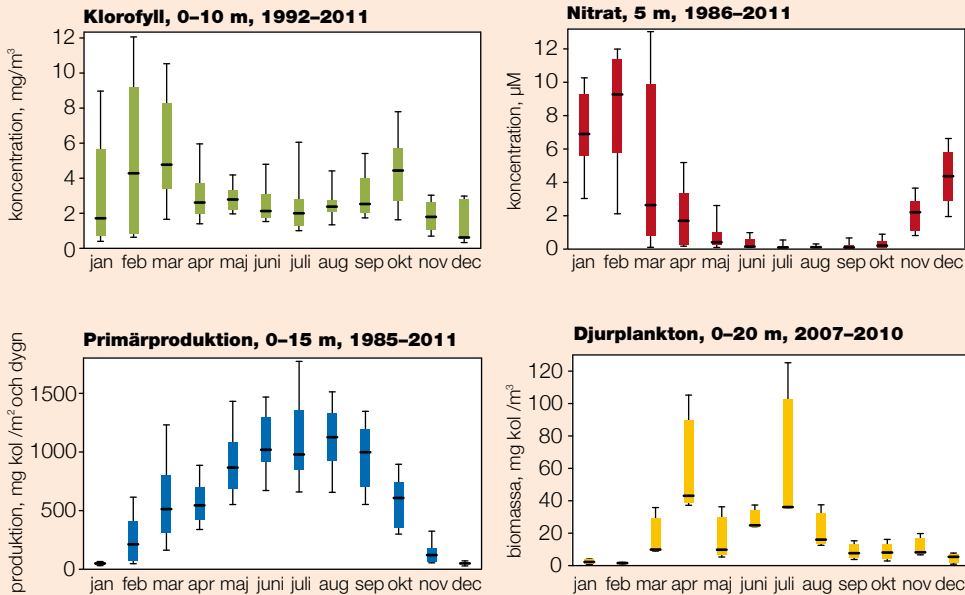 Klorofyll, 0–10 m, 1992–2011
koncentration, mg/m³
12
10
8
6
4
2
0
jan feb mar apr maj juni juli aug sep okt nov dec
Nitrat, 5 m, 1986–2011
koncentration, µM
12
10
8
6
4
2
0
jan feb mar apr maj juni juli aug sep okt nov dec
Primärproduktion, 0–15 m, 1985–2011
produktion, mg kol /m² och dygn
1500
1000
500
0
jan feb mar apr maj juni juli aug sep okt nov dec
Djurplankton, 0–20 m, 2007–2010
biomassa, mg kol /m³
120
100
80
60
40
20
0
jan feb mar apr maj juni juli aug sep okt nov dec